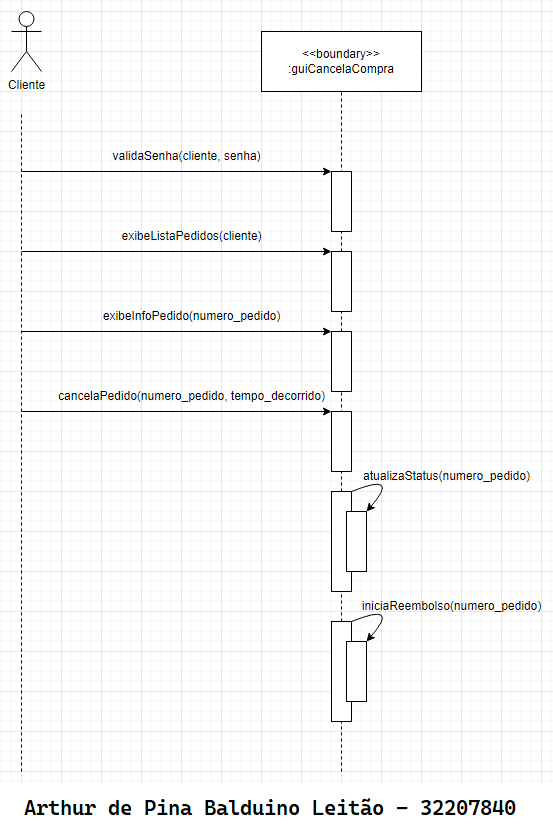 <<boundary>>
:guiCancelaCompra
Cliente
validaSenha(cliente, senha)
exibeListaPedidos(cliente)
exibeInfoPedido(numero_pedido)
cancelaPedido(numero_pedido, tempo_decorrido)
atualizaStatus(numero_pedido)
iniciaReembolso(numero_pedido)
Arthur de Pina Balduino Leitão – 32207840